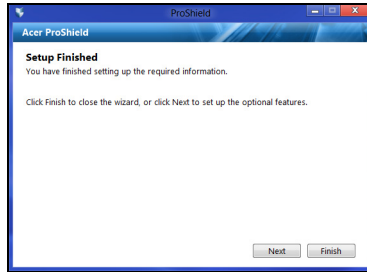 ProShield
Acer ProShield
Setup Finished
You have finished setting up the required information.
Click Finish to close the wizard, or click Next to set up the optional features.
Next
Finish